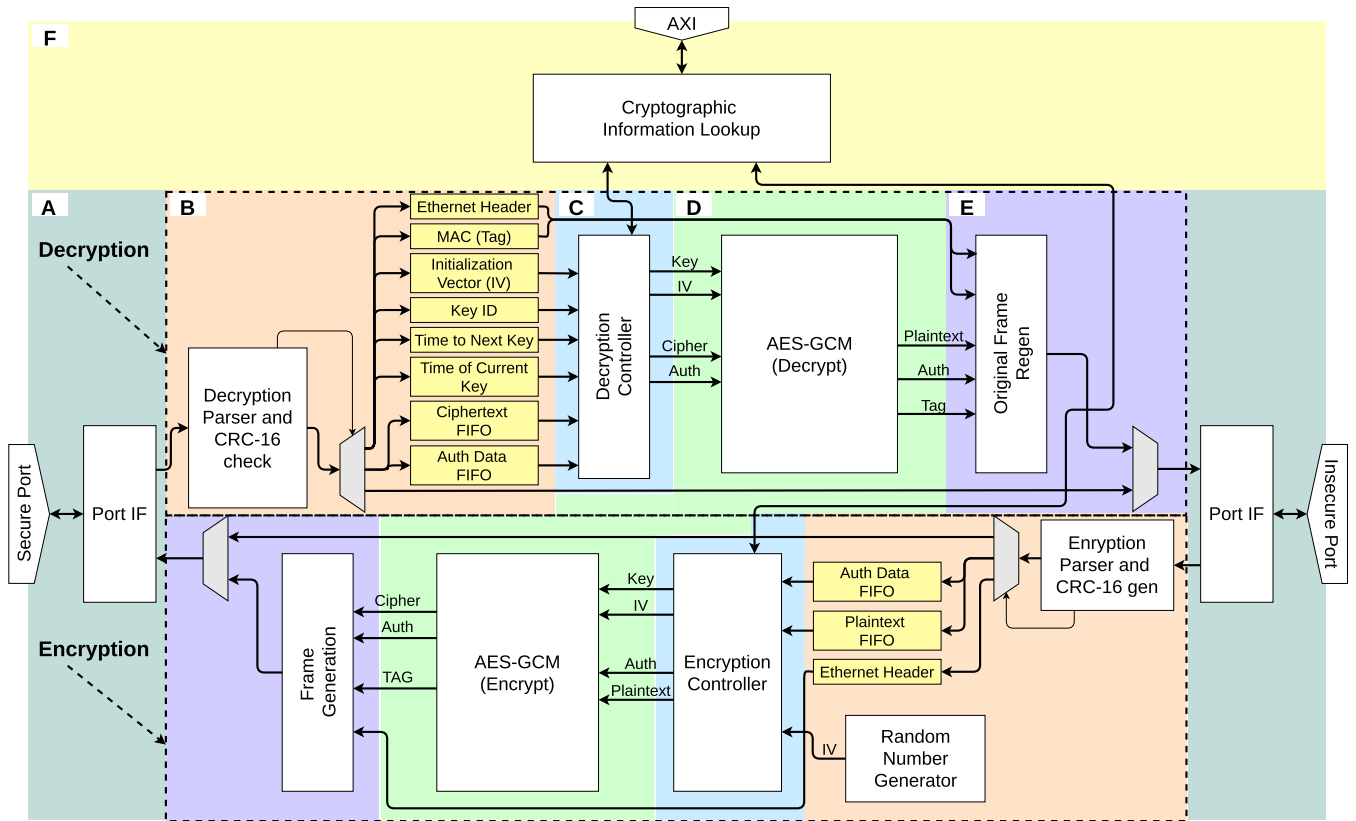 AXI
F
Cryptographic
Information Lookup
A
B
C
D
E
Decryption
Ethernet Header
MAC (Tag)
Initialization
Vector (IV)
Key ID
Time to Next Key
Time of Current
Key
Ciphertext
FIFO
Auth Data
FIFO
Decryption
Parser and
CRC-16
check
Decryption
Controller
Key
IV
Cipher
Auth
AES-GCM
(Decrypt)
Plaintext
Auth
Tag
Original Frame
Regen
Secure Port
Port IF
Port IF
Insecure Port
Enryption
Parser and
CRC-16 gen
Auth Data
FIFO
Plaintext
FIFO
Ethernet Header
Random
Number
Generator
IV
Encryption
Controller
Key
IV
Auth
Plaintext
AES-GCM
(Encrypt)
Cipher
Auth
TAG
Frame
Generation
Encryption